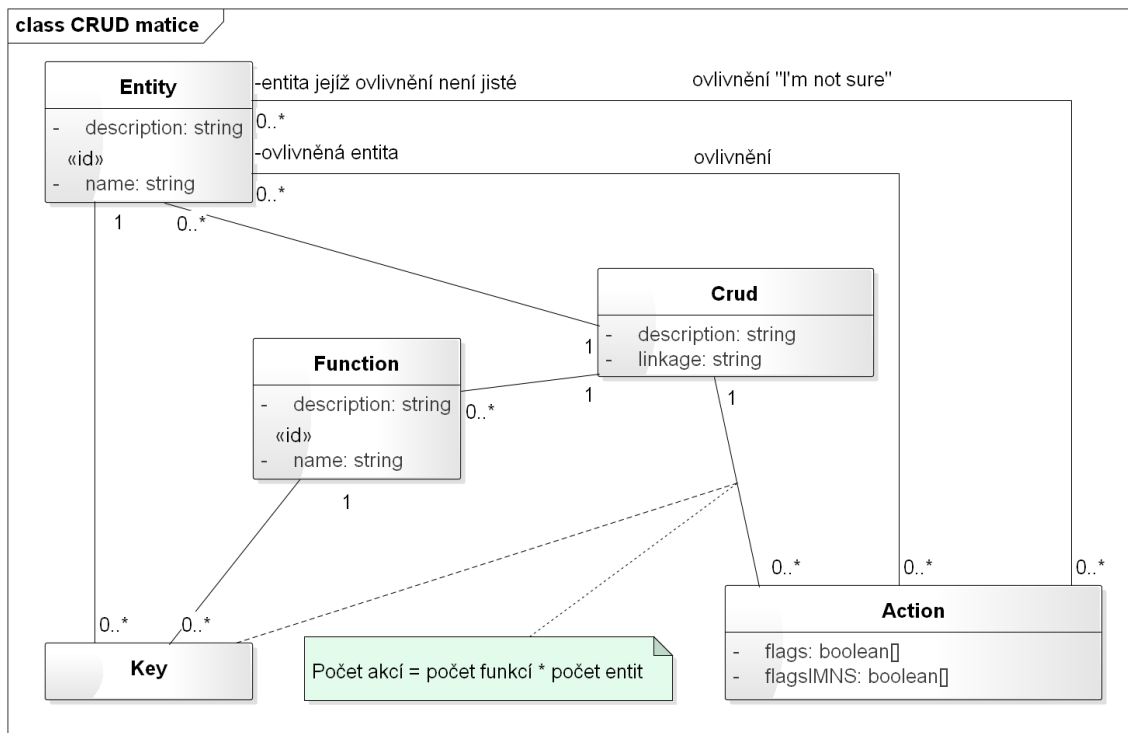 class CRUD matice
Entity
- description: string
«id»
- name: string
-entita jejíž ovlivnění není jisté
ovlivnění "I'm not sure"
0..*
-ovlivněná entita
ovlivnění
0..*
1
0..*
Crud
- description: string
- linkage: string
1
1
1
Function
- description: string
«id»
- name: string
0..*
1
0..*
0..*
0..*
0..*
0..*
Key
Počet akcí = počet funkcí * počet entit
Action
- flags: boolean[]
- flagsIMNS: boolean[]